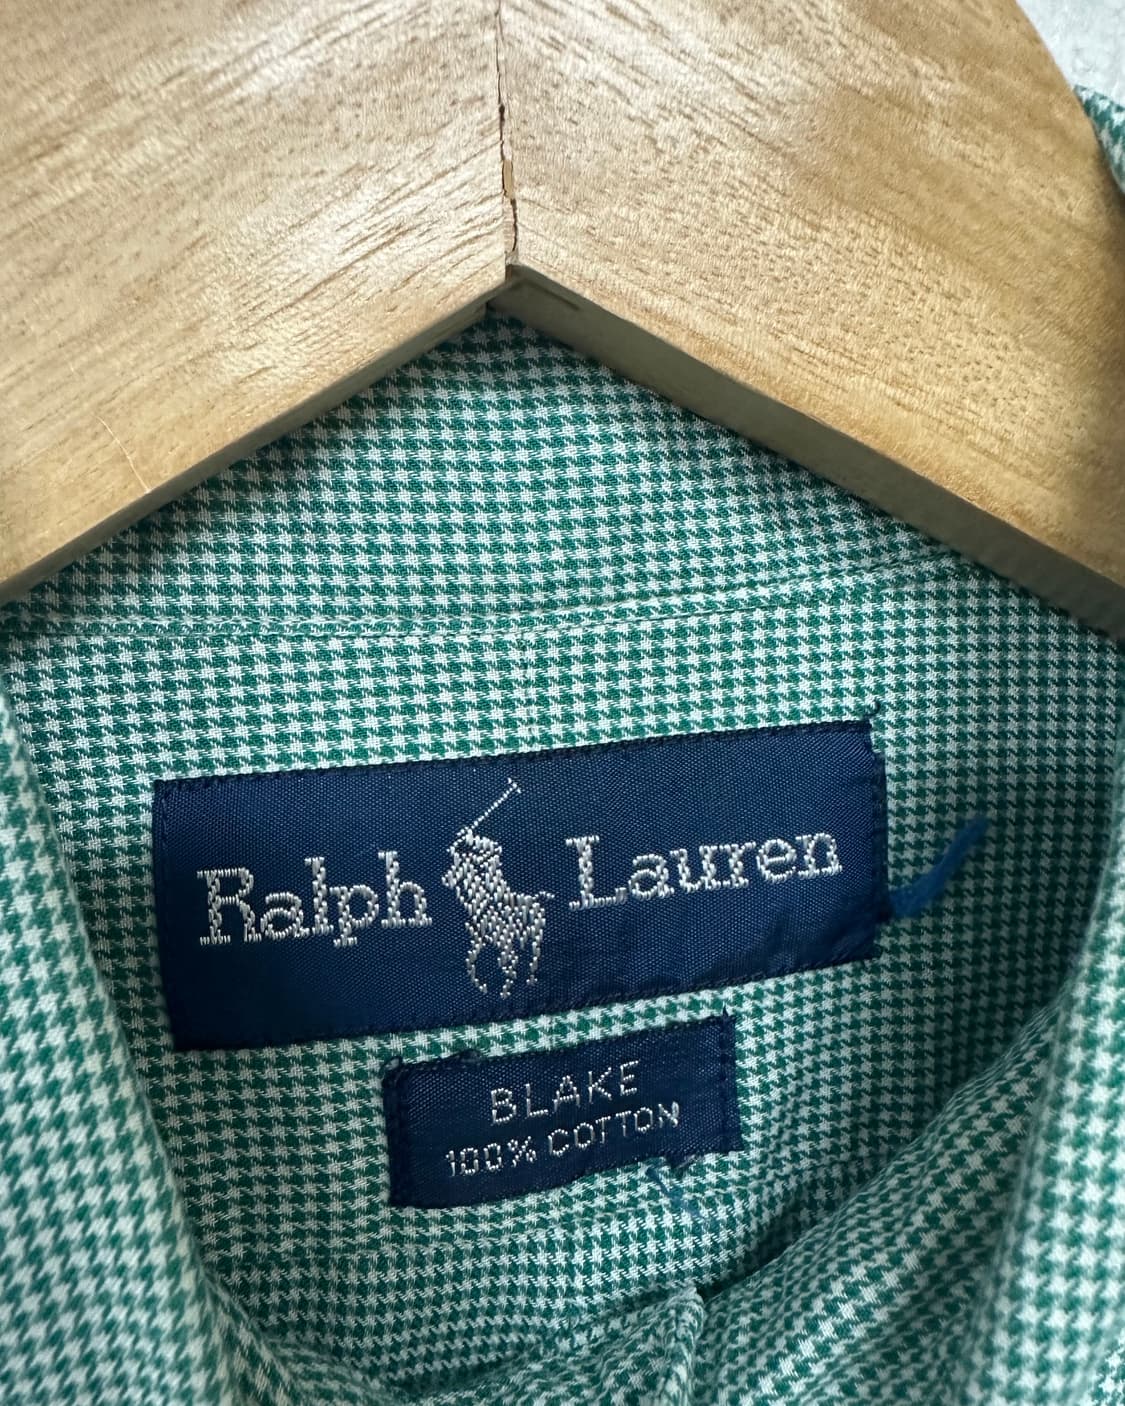 Ralph Lauren
BLAKE
100% COTTON